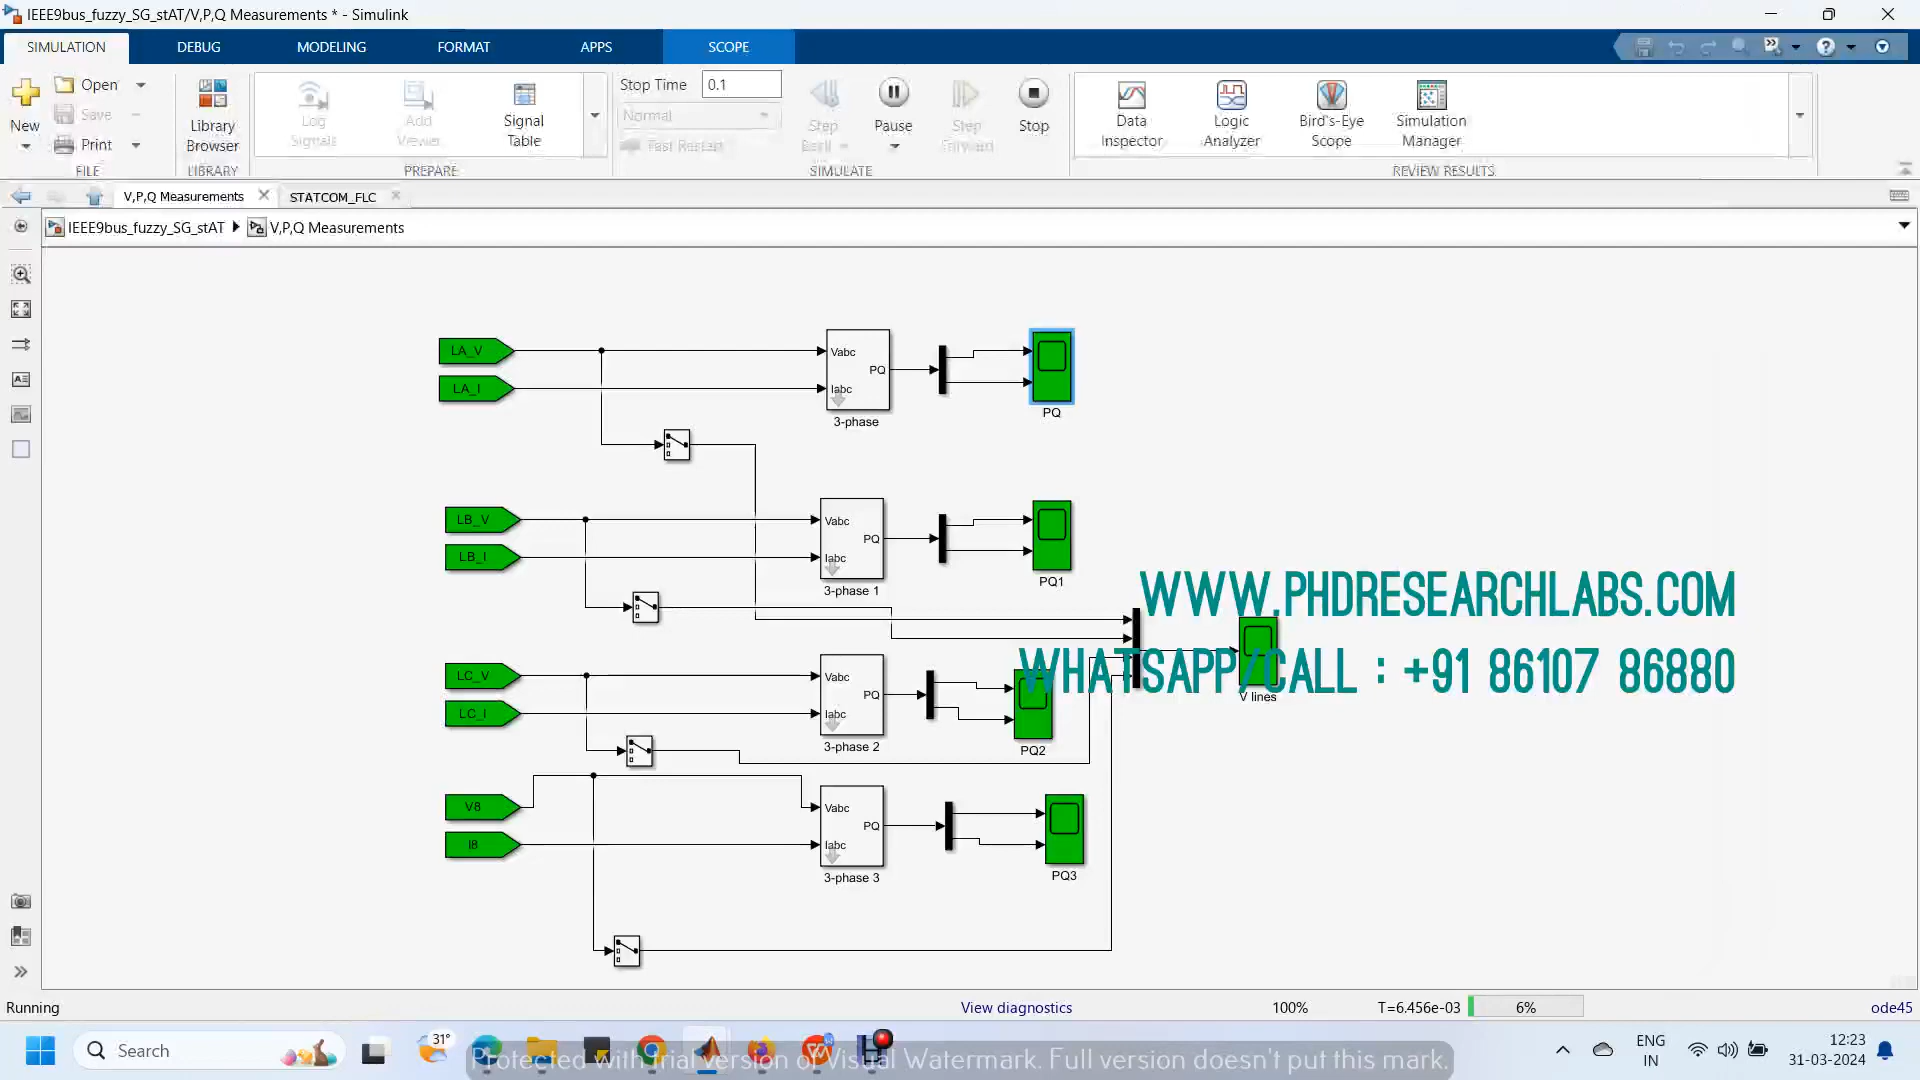 IEEE9bus_fuzzy_SG_stAT/V,P,Q Measurements * - Simulink
SIMULATION DEBUG MODELING FORMAT APPS SCOPE
New
Open
Save
Print
FILE
Library
Browser
LIBRARY
Log
Signals
Add
Viewer
Signal
Table
PREPARE
Stop Time 0.1
Normal
Fast Restart
Step
Back
Pause
Step
Forward
Stop
SIMULATE
Data
Inspector
Logic
Analyzer
Bird's-Eye
Scope
Simulation
Manager
REVIEW RESULTS
V,P,Q Measurements STATCOM_FLC
IEEE9bus_fuzzy_SG_stAT V,P,Q Measurements
LA_V
LA_I
Vabc
Iabc
PQ
3-phase
PQ
LB_V
LB_I
Vabc
Iabc
PQ
3-phase 1
PQ1
LC_V
LC_I
Vabc
Iabc
PQ
3-phase 2
PQ2
V8
I8
Vabc
Iabc
PQ
3-phase 3
PQ3
V lines
WWW.PHDRESEARCHLABS.COM
WHATSAPP/CALL : +91 86107 86880
Running View diagnostics 100% T=6.456e-03 6% ode45
Search
31°
ENG
IN
12:23
31-03-2024
Protected with trial version of Visual Watermark. Full version doesn't put this mark.